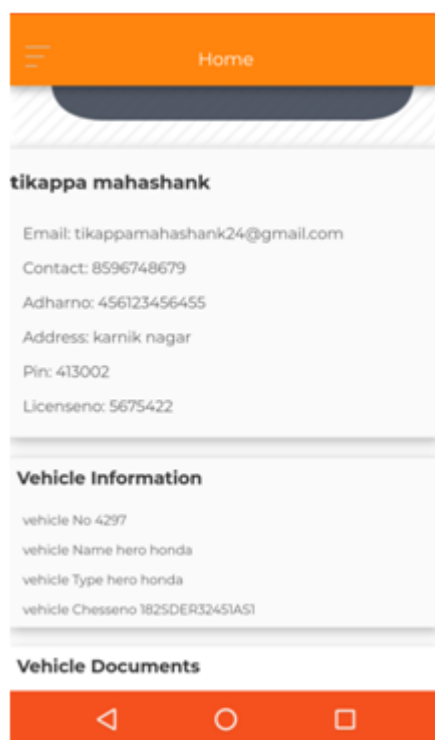 Home
tikappa mahashank
Email: tikappamahashank24@gmail.com
Contact: 8596748679
Adharno: 456123456455
Address: karnik nagar
Pin: 413002
Licenseno: 5675422
Vehicle Information
vehicle No 4297
vehicle Name hero honda
vehicle Type hero honda
vehicle Chesseno 1825DER32451AS1
Vehicle Documents